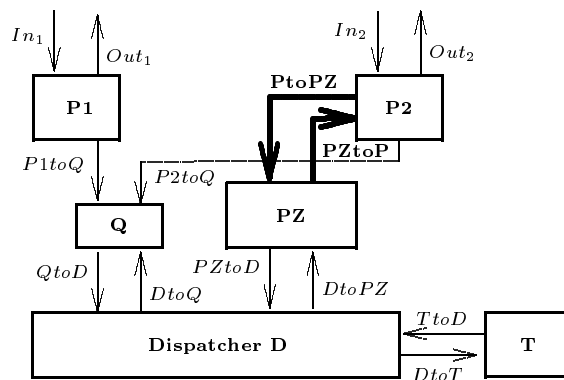 In1
Out1
In2
Out2
PtoPZ
P1
P2
PZtoP
P1toQ
P2toQ
PZ
Q
QtoD
DtoQ
PZtoD
DtoPZ
TtoD
Dispatcher D
T
DtoT